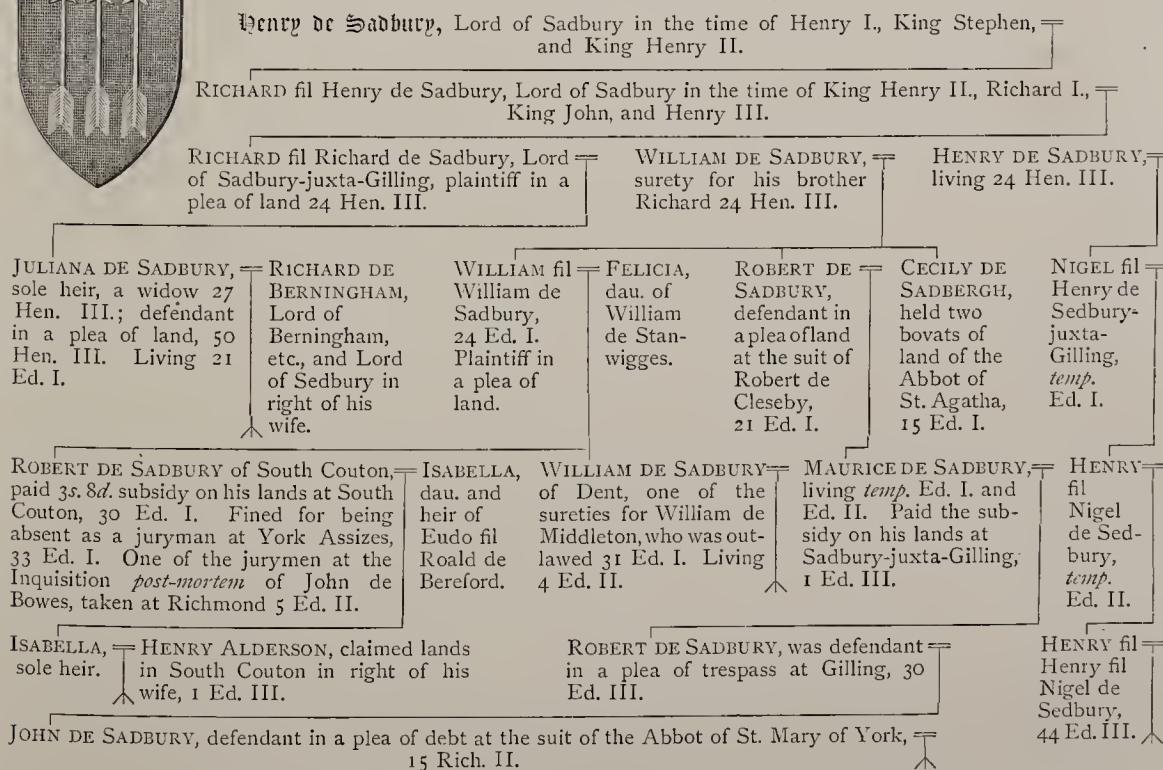 Henry de Sadbury, Lord of Sadbury in the time of Henry I., King Stephen,
and King Henry II.
RICHARD fil Henry de Sadbury, Lord of Sadbury in the time of King Henry II., Richard I.,
King John, and Henry III.
RICHARD fil Richard de Sadbury, Lord
of Sadbury-juxta-Gilling, plaintiff in a
plea of land 24 Hen. III.
WILLIAM DE SADBURY,
surety for his brother
Richard 24 Hen. III.
HENRY DE SADBURY,
living 24 Hen. III.
JULIANA DE SADBURY,
sole heir, a widow 27
Hen. III.; defendant
in a plea of land, 50
Hen. III. Living 21
Ed. I.
RICHARD DE
BERNINGHAM,
Lord of
Berningham,
etc., and Lord
of Sedbury in
right of his
wife.
WILLIAM fil
William de
Sadbury,
24 Ed. I.
Plaintiff in
a plea of
land.
FELICIA,
dau. of
William
de Stan-
wigges.
ROBERT DE
SADBURY,
defendant in
a plea of land
at the suit of
Robert de
Cleseby,
21 Ed. I.
CECILY DE
SADBERGH,
held two
bovats of
land of the
Abbot of
St. Agatha,
15 Ed. I.
NIGEL fil
Henry de
Sedbury-
juxta-
Gilling,
temp.
Ed. I.
ROBERT DE SADBURY of South Couton,
paid 3s. 8d. subsidy on his lands at South
Couton, 30 Ed. I. Fined for being
absent as a juryman at York Assizes,
33 Ed. I. One of the jurymen at the
Inquisition post-mortem of John de
Bowes, taken at Richmond 5 Ed. II.
ISABELLA,
dau. and
heir of
Eudo fil
Roald de
Bereford.
WILLIAM DE SADBURY
of Dent, one of the
sureties for William de
Middleton, who was out-
lawed 31 Ed. I. Living
4 Ed. II.
MAURICE DE SADBURY,
living temp. Ed. I. and
Ed. II. Paid the sub-
sidy on his lands at
Sadbury-juxta-Gilling,
1 Ed. III.
HENRY
fil
Nigel
de Sed-
bury,
temp.
Ed. II.
ISABELLA,
sole heir.
HENRY ALDERSON, claimed lands
in South Couton in right of his
wife, 1 Ed. III.
ROBERT DE SADBURY, was defendant
in a plea of trespass at Gilling, 30
Ed. III.
HENRY fil
Henry fil
Nigel de
Sedbury,
44 Ed. III.
JOHN DE SADBURY, defendant in a plea of debt at the suit of the Abbot of St. Mary of York,
15 Rich. II.